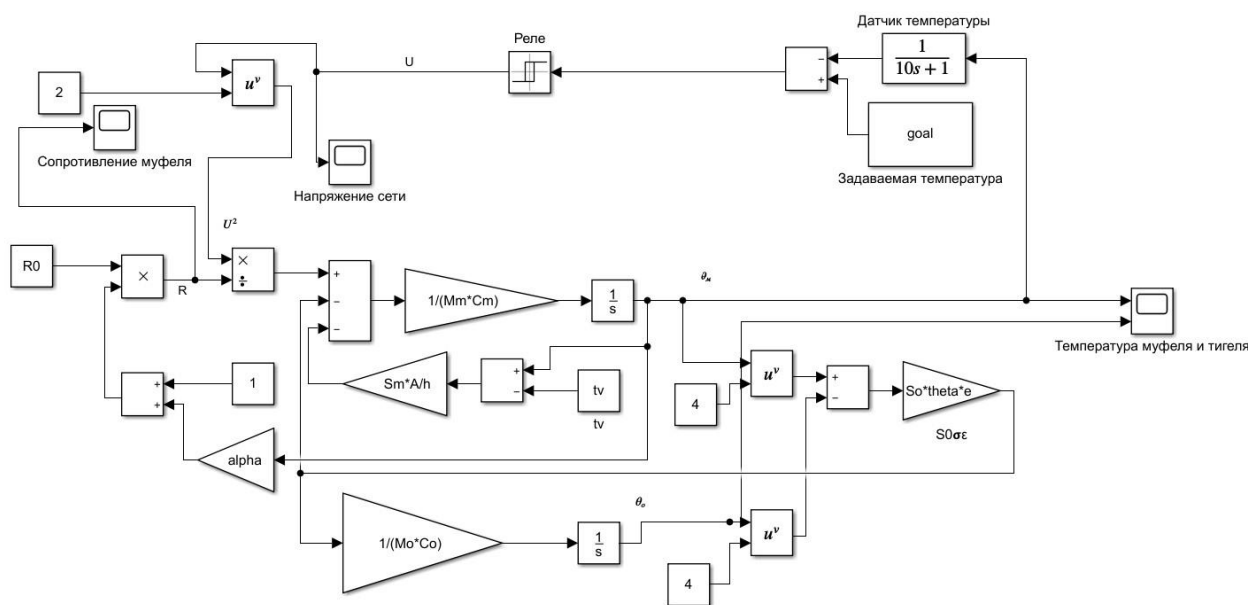 Датчик температуры
Реле
U
1
10s + 1
−
+
2
u^v
goal
Задаваемая температура
Сопротивление муфеля
Напряжение сети
U²
R0
×
R
×
÷
+
−
−
1/(Mm*Cm)
1
s
θₘ
Температура муфеля и тигеля
+
+
1
Sm*A/h
+
−
tv
tv
4
u^v
+
−
So*theta*e
S0σε
alpha
1/(Mo*Co)
1
s
θₒ
4
u^v